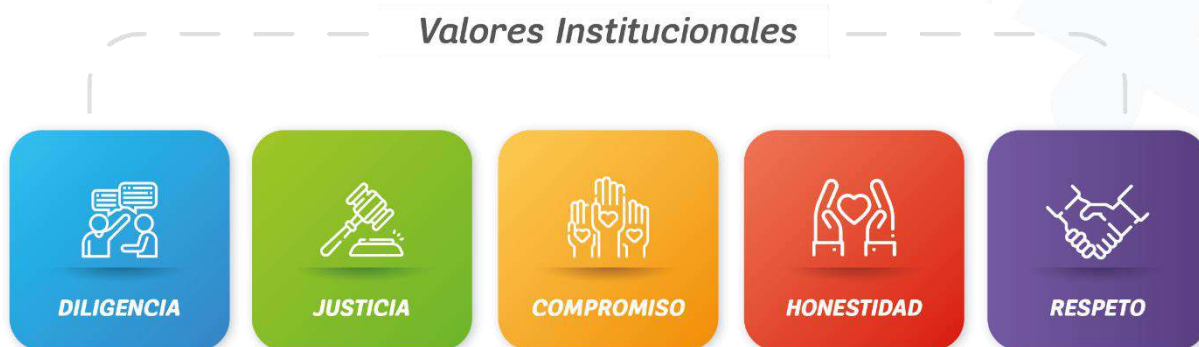 Valores Institucionales
DILIGENCIA
JUSTICIA
COMPROMISO
HONESTIDAD
RESPETO